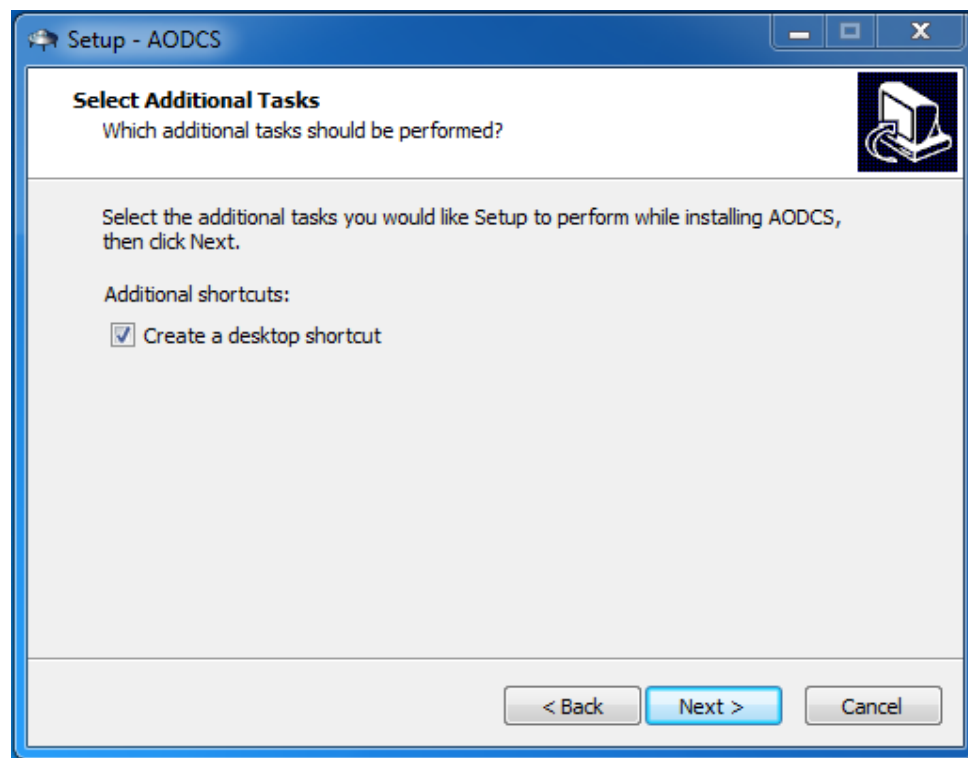 Setup - AODCS
Select Additional Tasks
Which additional tasks should be performed?
Select the additional tasks you would like Setup to perform while installing AODCS,
then click Next.
Additional shortcuts:
Create a desktop shortcut
< Back
Next >
Cancel